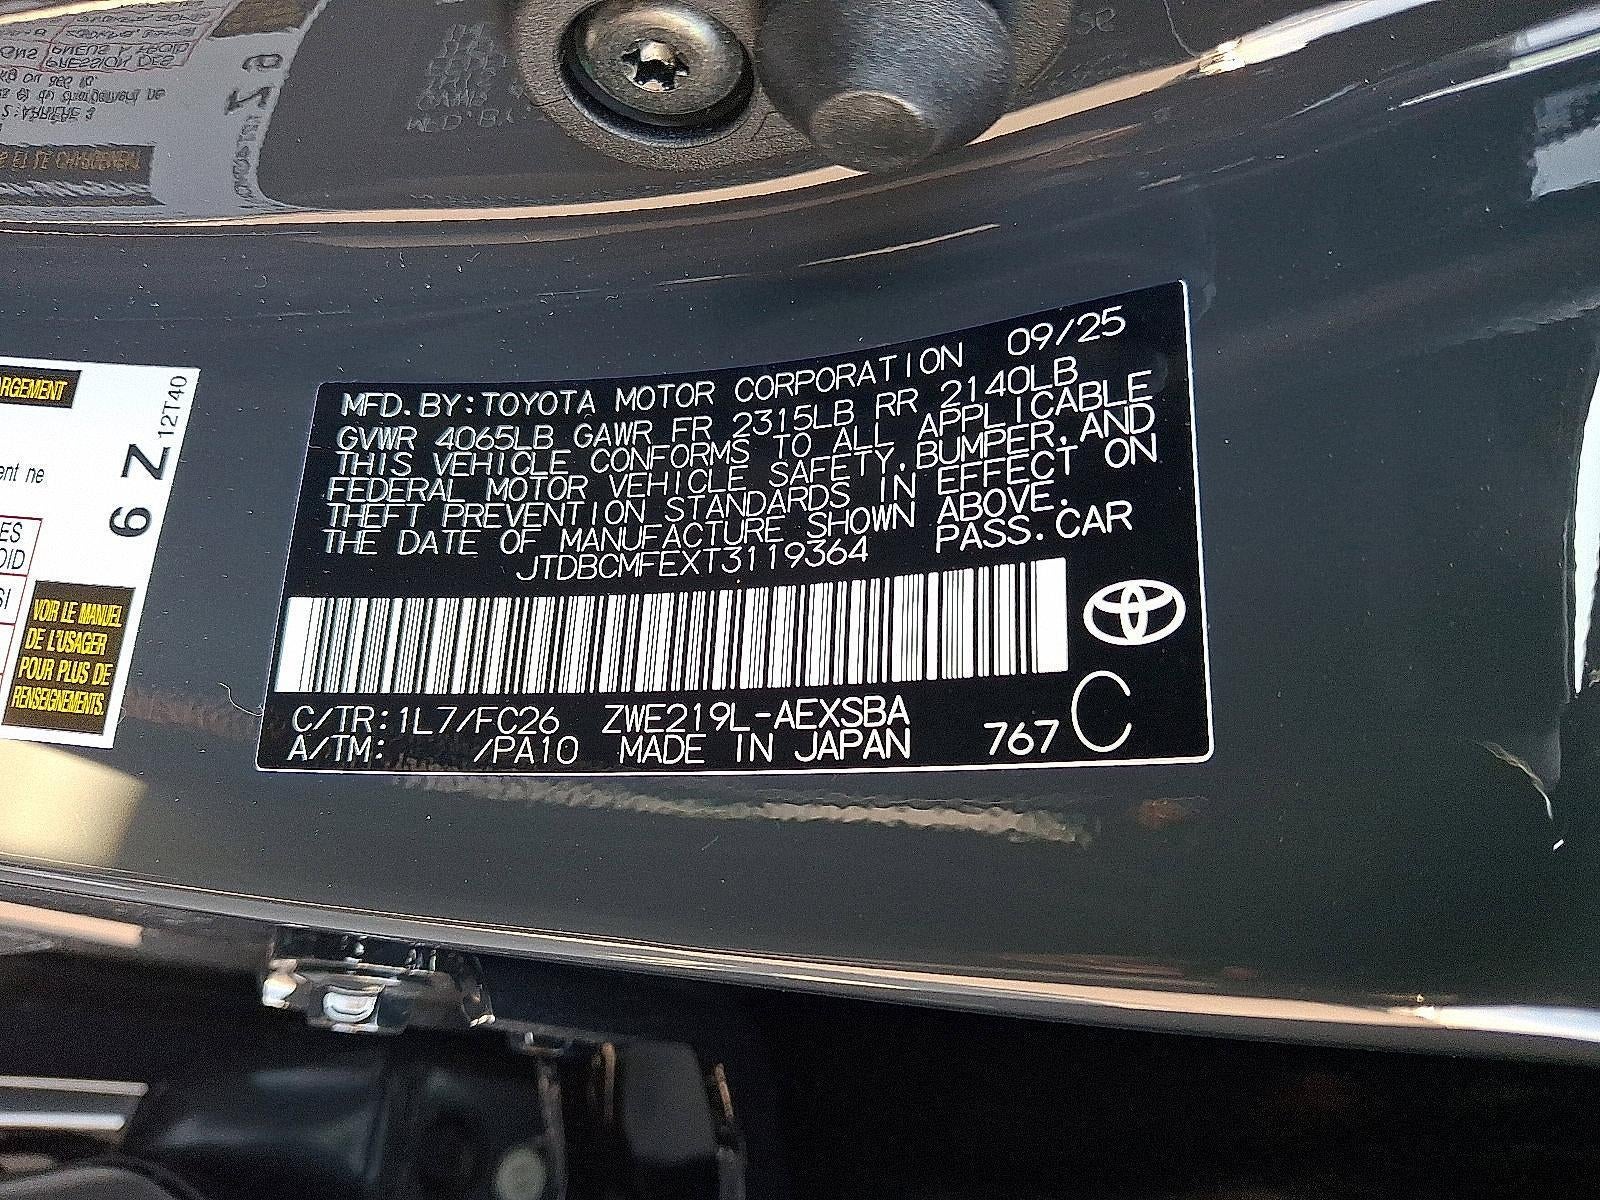 MFD.BY:TOYOTA MOTOR CORPORATION 09/25
GVWR 4065LB GAWR FR 2315LB RR 2140LB
THIS VEHICLE CONFORMS TO ALL APPLICABLE
FEDERAL MOTOR VEHICLE SAFETY, BUMPER, AND
THEFT PREVENTION STANDARDS IN EFFECT ON
THE DATE OF MANUFACTURE SHOWN ABOVE.
JTDBCMFEXT3119364 PASS.CAR
C/TR:1L7/FC26 ZWE219L-AEXSBA
A/TM: /PA10 MADE IN JAPAN 767 C
6 Z 12T40
ent ne
VOIR LE MANUEL
DE L'USAGER
POUR PLUS DE
RENSEIGNEMENTS.